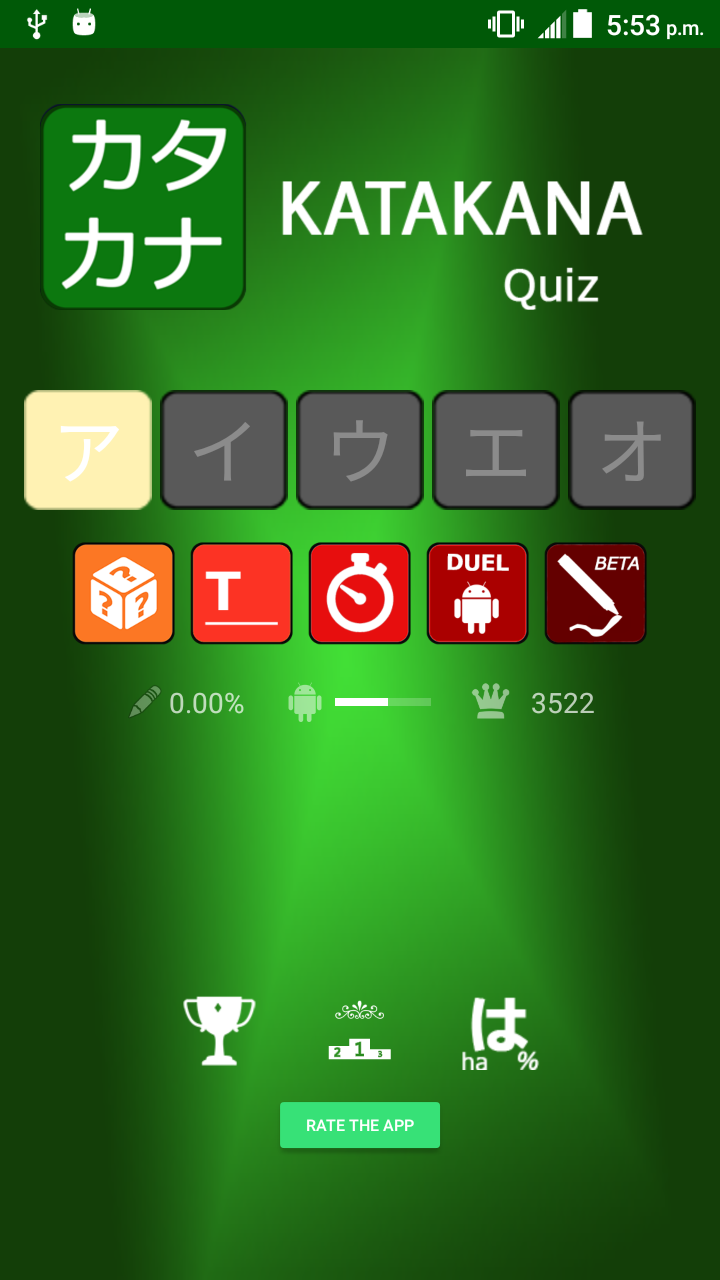 5:53 p.m.
カタ
カナ
KATAKANA
Quiz
ア イ ウ エ オ
? ? ?
T
DUEL
BETA
0.00%
3522
2 1 3
は
ha %
RATE THE APP